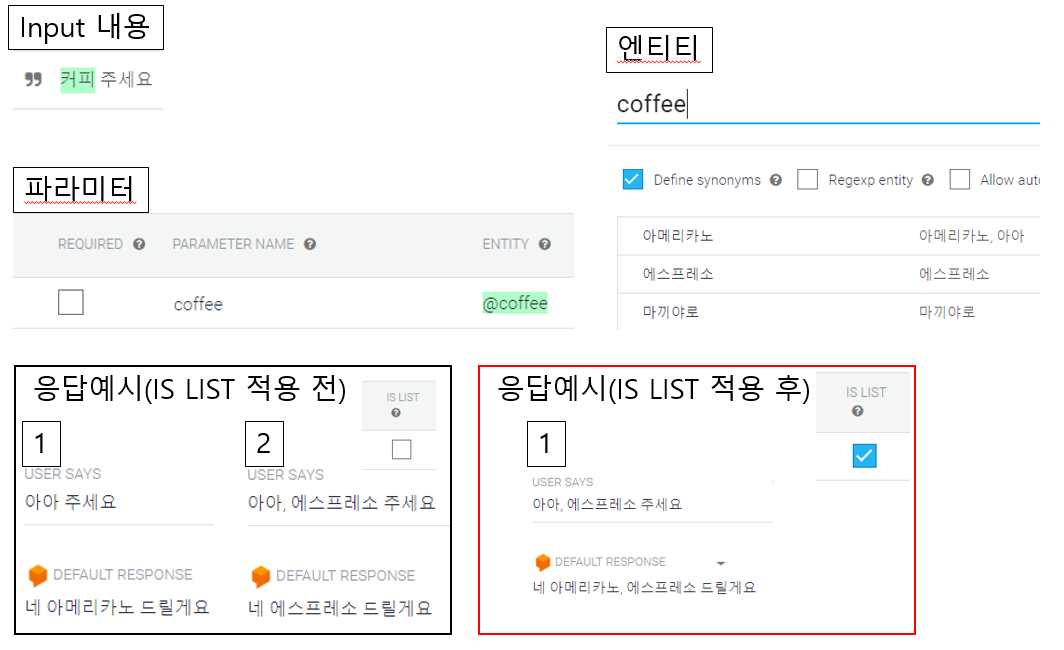 Input 내용
커피 주세요
엔티티
coffee
Define synonyms
Regexp entity
Allow auto
아메리카노 아메리카노, 아아
에스프레소 에스프레소
마끼야로 마끼야로
파라미터
REQUIRED PARAMETER NAME ENTITY
coffee @coffee
응답예시(IS LIST 적용 전)
IS LIST
1
USER SAYS
아아 주세요
DEFAULT RESPONSE
네 아메리카노 드릴게요
2
USER SAYS
아아, 에스프레소 주세요
DEFAULT RESPONSE
네 에스프레소 드릴게요
응답예시(IS LIST 적용 후)
IS LIST
1
USER SAYS
아아, 에스프레소 주세요
DEFAULT RESPONSE
네 아메리카노, 에스프레소 드릴게요